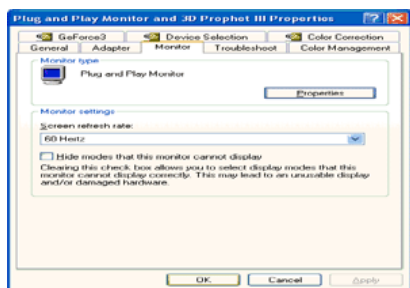 Plug and Play Monitor and 3D Prophet III Properties
GeForce3 Device Selection Color Correction
General Adapter Monitor Troubleshoot Color Management
Monitor type
Plug and Play Monitor
Properties
Monitor settings
Screen refresh rate:
60 Hertz
Hide modes that this monitor cannot display
Clearing this check box allows you to select display modes that this
monitor cannot display correctly. This may lead to an unusable display
and/or damaged hardware.
OK Cancel Apply